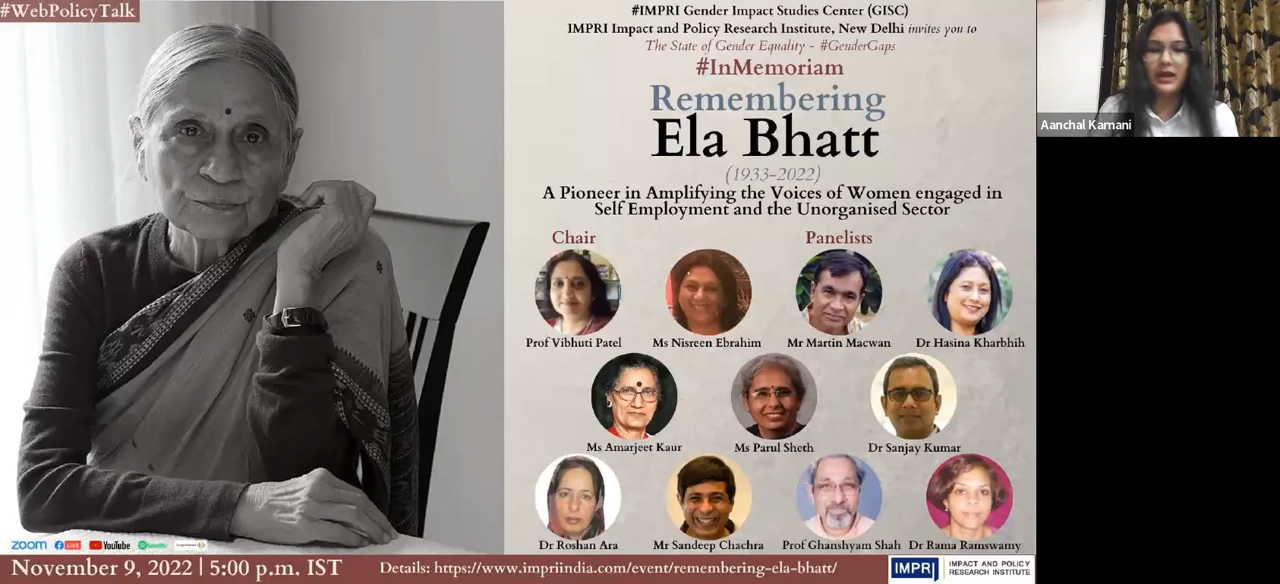 #WebPolicyTalk
#IMPRI Gender Impact Studies Center (GISC)
IMPRI Impact and Policy Research Institute, New Delhi invites you to
The State of Gender Equality - #GenderGaps
#InMemoriam
Remembering
Ela Bhatt
(1933-2022)
A Pioneer in Amplifying the Voices of Women engaged in
Self Employment and the Unorganised Sector
Chair
Panelists
Prof Vibhuti Patel
Ms Nisreen Ebrahim
Mr Martin Macwan
Dr Hasina Kharbhih
Ms Amarjeet Kaur
Ms Parul Sheth
Dr Sanjay Kumar
Dr Roshan Ara
Mr Sandeep Chachra
Prof Ghanshyam Shah
Dr Rama Ramswamy
zoom
LIVE
YouTube
Spotify
November 9, 2022 | 5:00 p.m. IST
Details: https://www.impriindia.com/event/remembering-ela-bhatt/
IMPRI
IMPACT AND POLICY
RESEARCH INSTITUTE
Aanchal Karnani